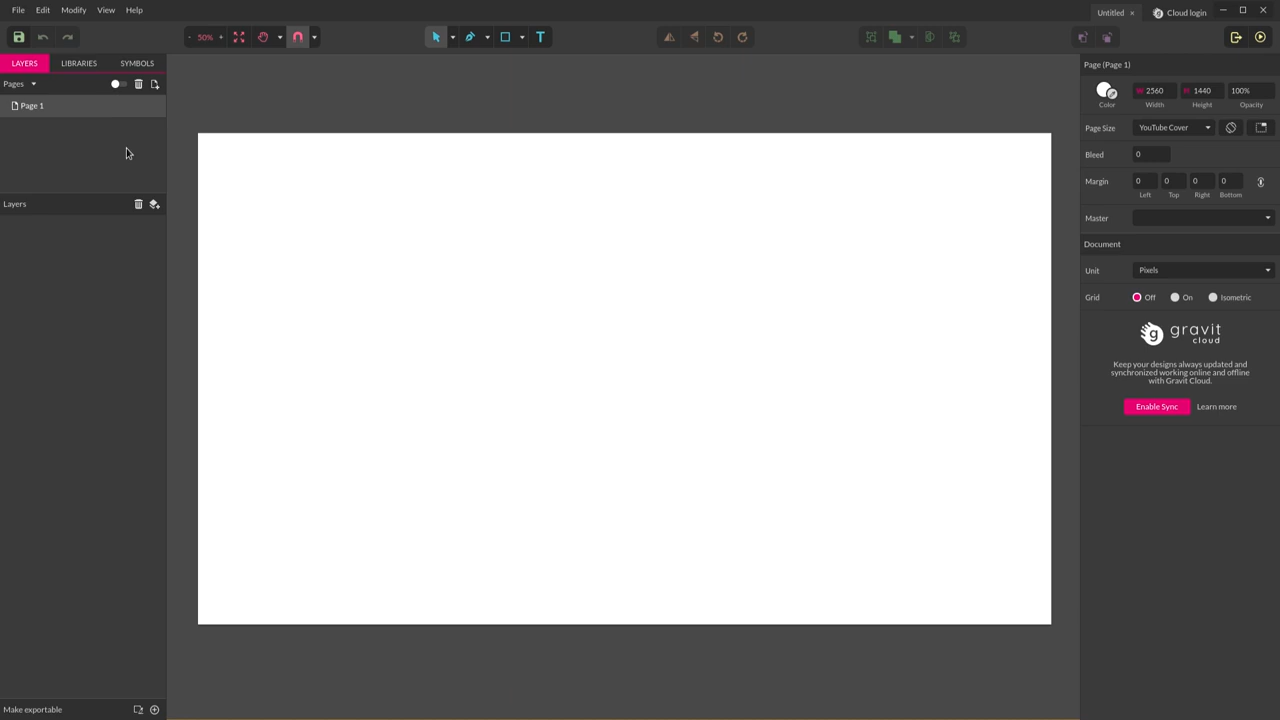 File Edit Modify View Help
Untitled × Cloud login
- 50% +
T
LAYERS LIBRARIES SYMBOLS
Pages
Page 1
Layers
Make exportable
Page (Page 1)
W 2560 H 1440 100%
Color Width Height Opacity
Page Size YouTube Cover
Bleed 0
Margin 0 0 0 0
Left Top Right Bottom
Master
Document
Unit Pixels
Grid Off On Isometric
g gravit
cloud
Keep your designs always updated and
synchronized working online and offline
with Gravit Cloud.
Enable Sync Learn more